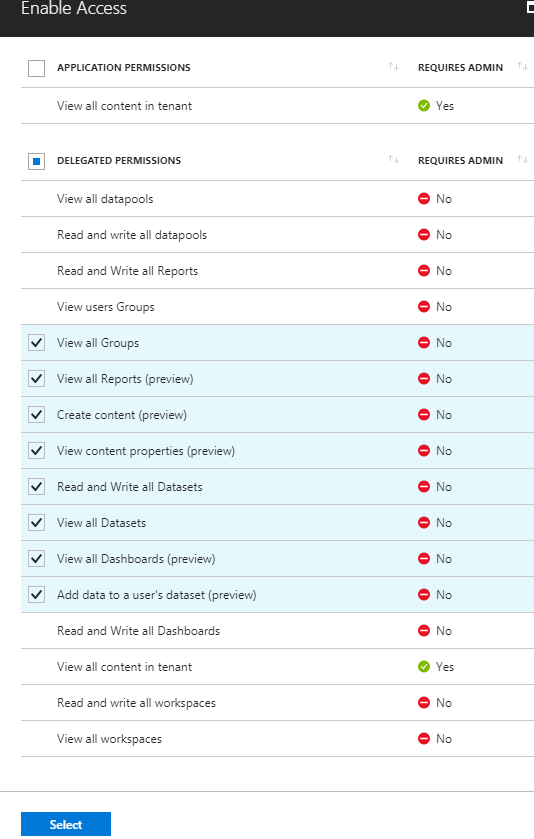 Enable Access
APPLICATION PERMISSIONS REQUIRES ADMIN
View all content in tenant Yes
DELEGATED PERMISSIONS REQUIRES ADMIN
View all datapools No
Read and write all datapools No
Read and Write all Reports No
View users Groups No
View all Groups No
View all Reports (preview) No
Create content (preview) No
View content properties (preview) No
Read and Write all Datasets No
View all Datasets No
View all Dashboards (preview) No
Add data to a user's dataset (preview) No
Read and Write all Dashboards No
View all content in tenant Yes
Read and write all workspaces No
View all workspaces No
Select